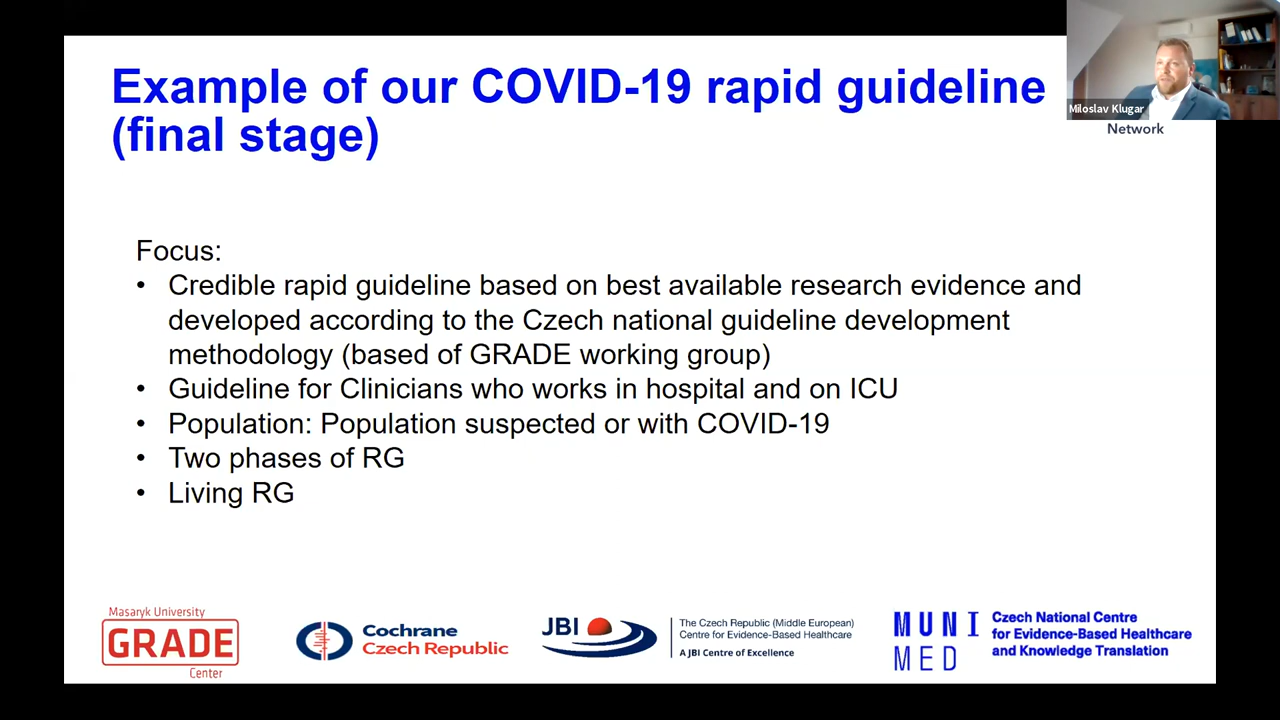 Example of our COVID-19 rapid guideline
(final stage)
Miloslav Klugar
Network
Focus:
• Credible rapid guideline based on best available research evidence and
developed according to the Czech national guideline development
methodology (based of GRADE working group)
• Guideline for Clinicians who works in hospital and on ICU
• Population: Population suspected or with COVID-19
• Two phases of RG
• Living RG
Masaryk University
GRADE
Center
Cochrane
Czech Republic
JBI
The Czech Republic (Middle European)
Centre for Evidence-Based Healthcare
A JBI Centre of Excellence
MUNI
MED
Czech National Centre
for Evidence-Based Healthcare
and Knowledge Translation